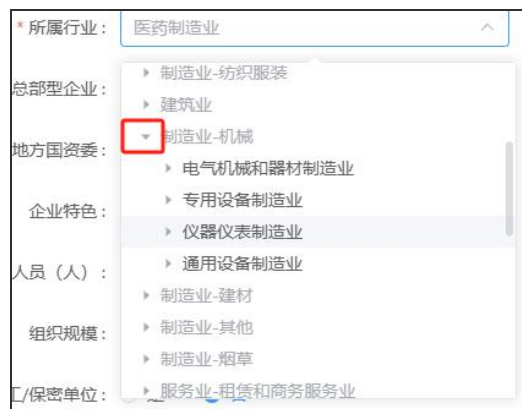 * 所属行业： 医药制造业
制造业-纺织服装
总部型企业：
建筑业
制造业-机械
地方国资委：
电气机械和器材制造业
专用设备制造业
企业特色：
仪器仪表制造业
通用设备制造业
人员（人）：
制造业-建材
组织规模：
制造业-其他
制造业-烟草
工/保密单位：
服务业-租赁和商务服务业